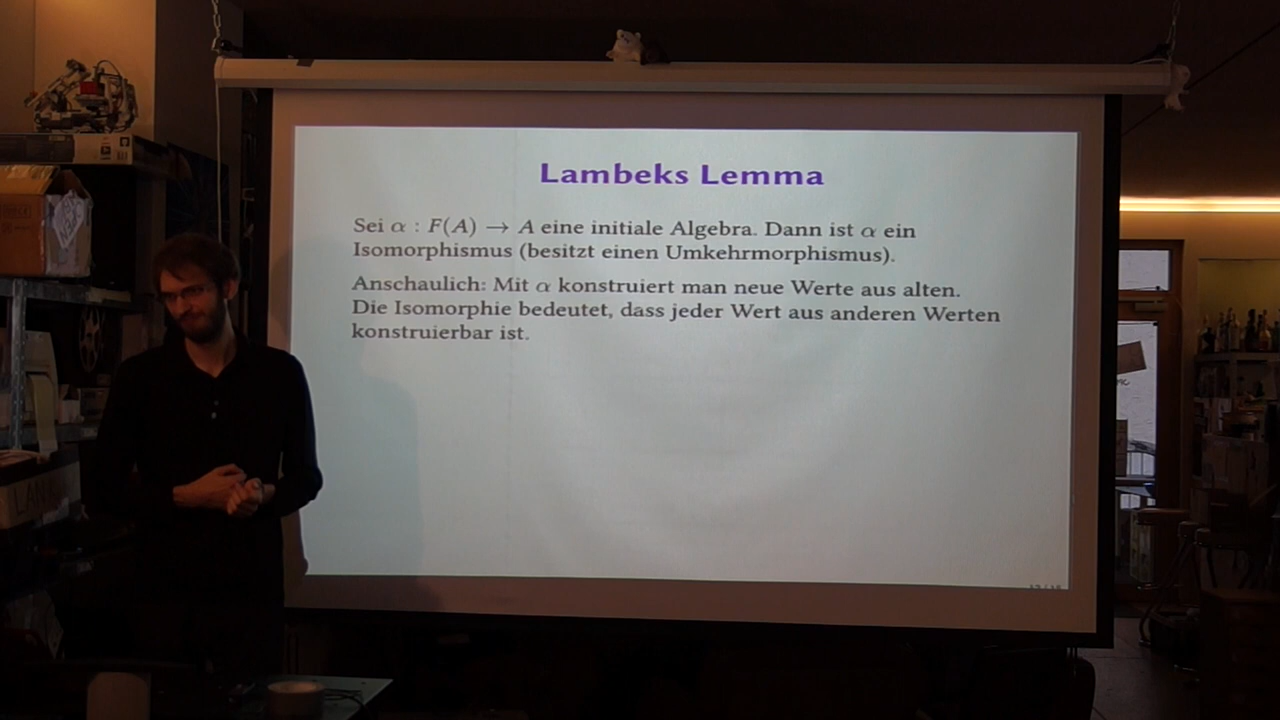 Lambeks Lemma
Sei α : F(A) → A eine initiale Algebra. Dann ist α ein
Isomorphismus (besitzt einen Umkehrmorphismus).
Anschaulich: Mit α konstruiert man neue Werte aus alten.
Die Isomorphie bedeutet, dass jeder Wert aus anderen Werten
konstruierbar ist.